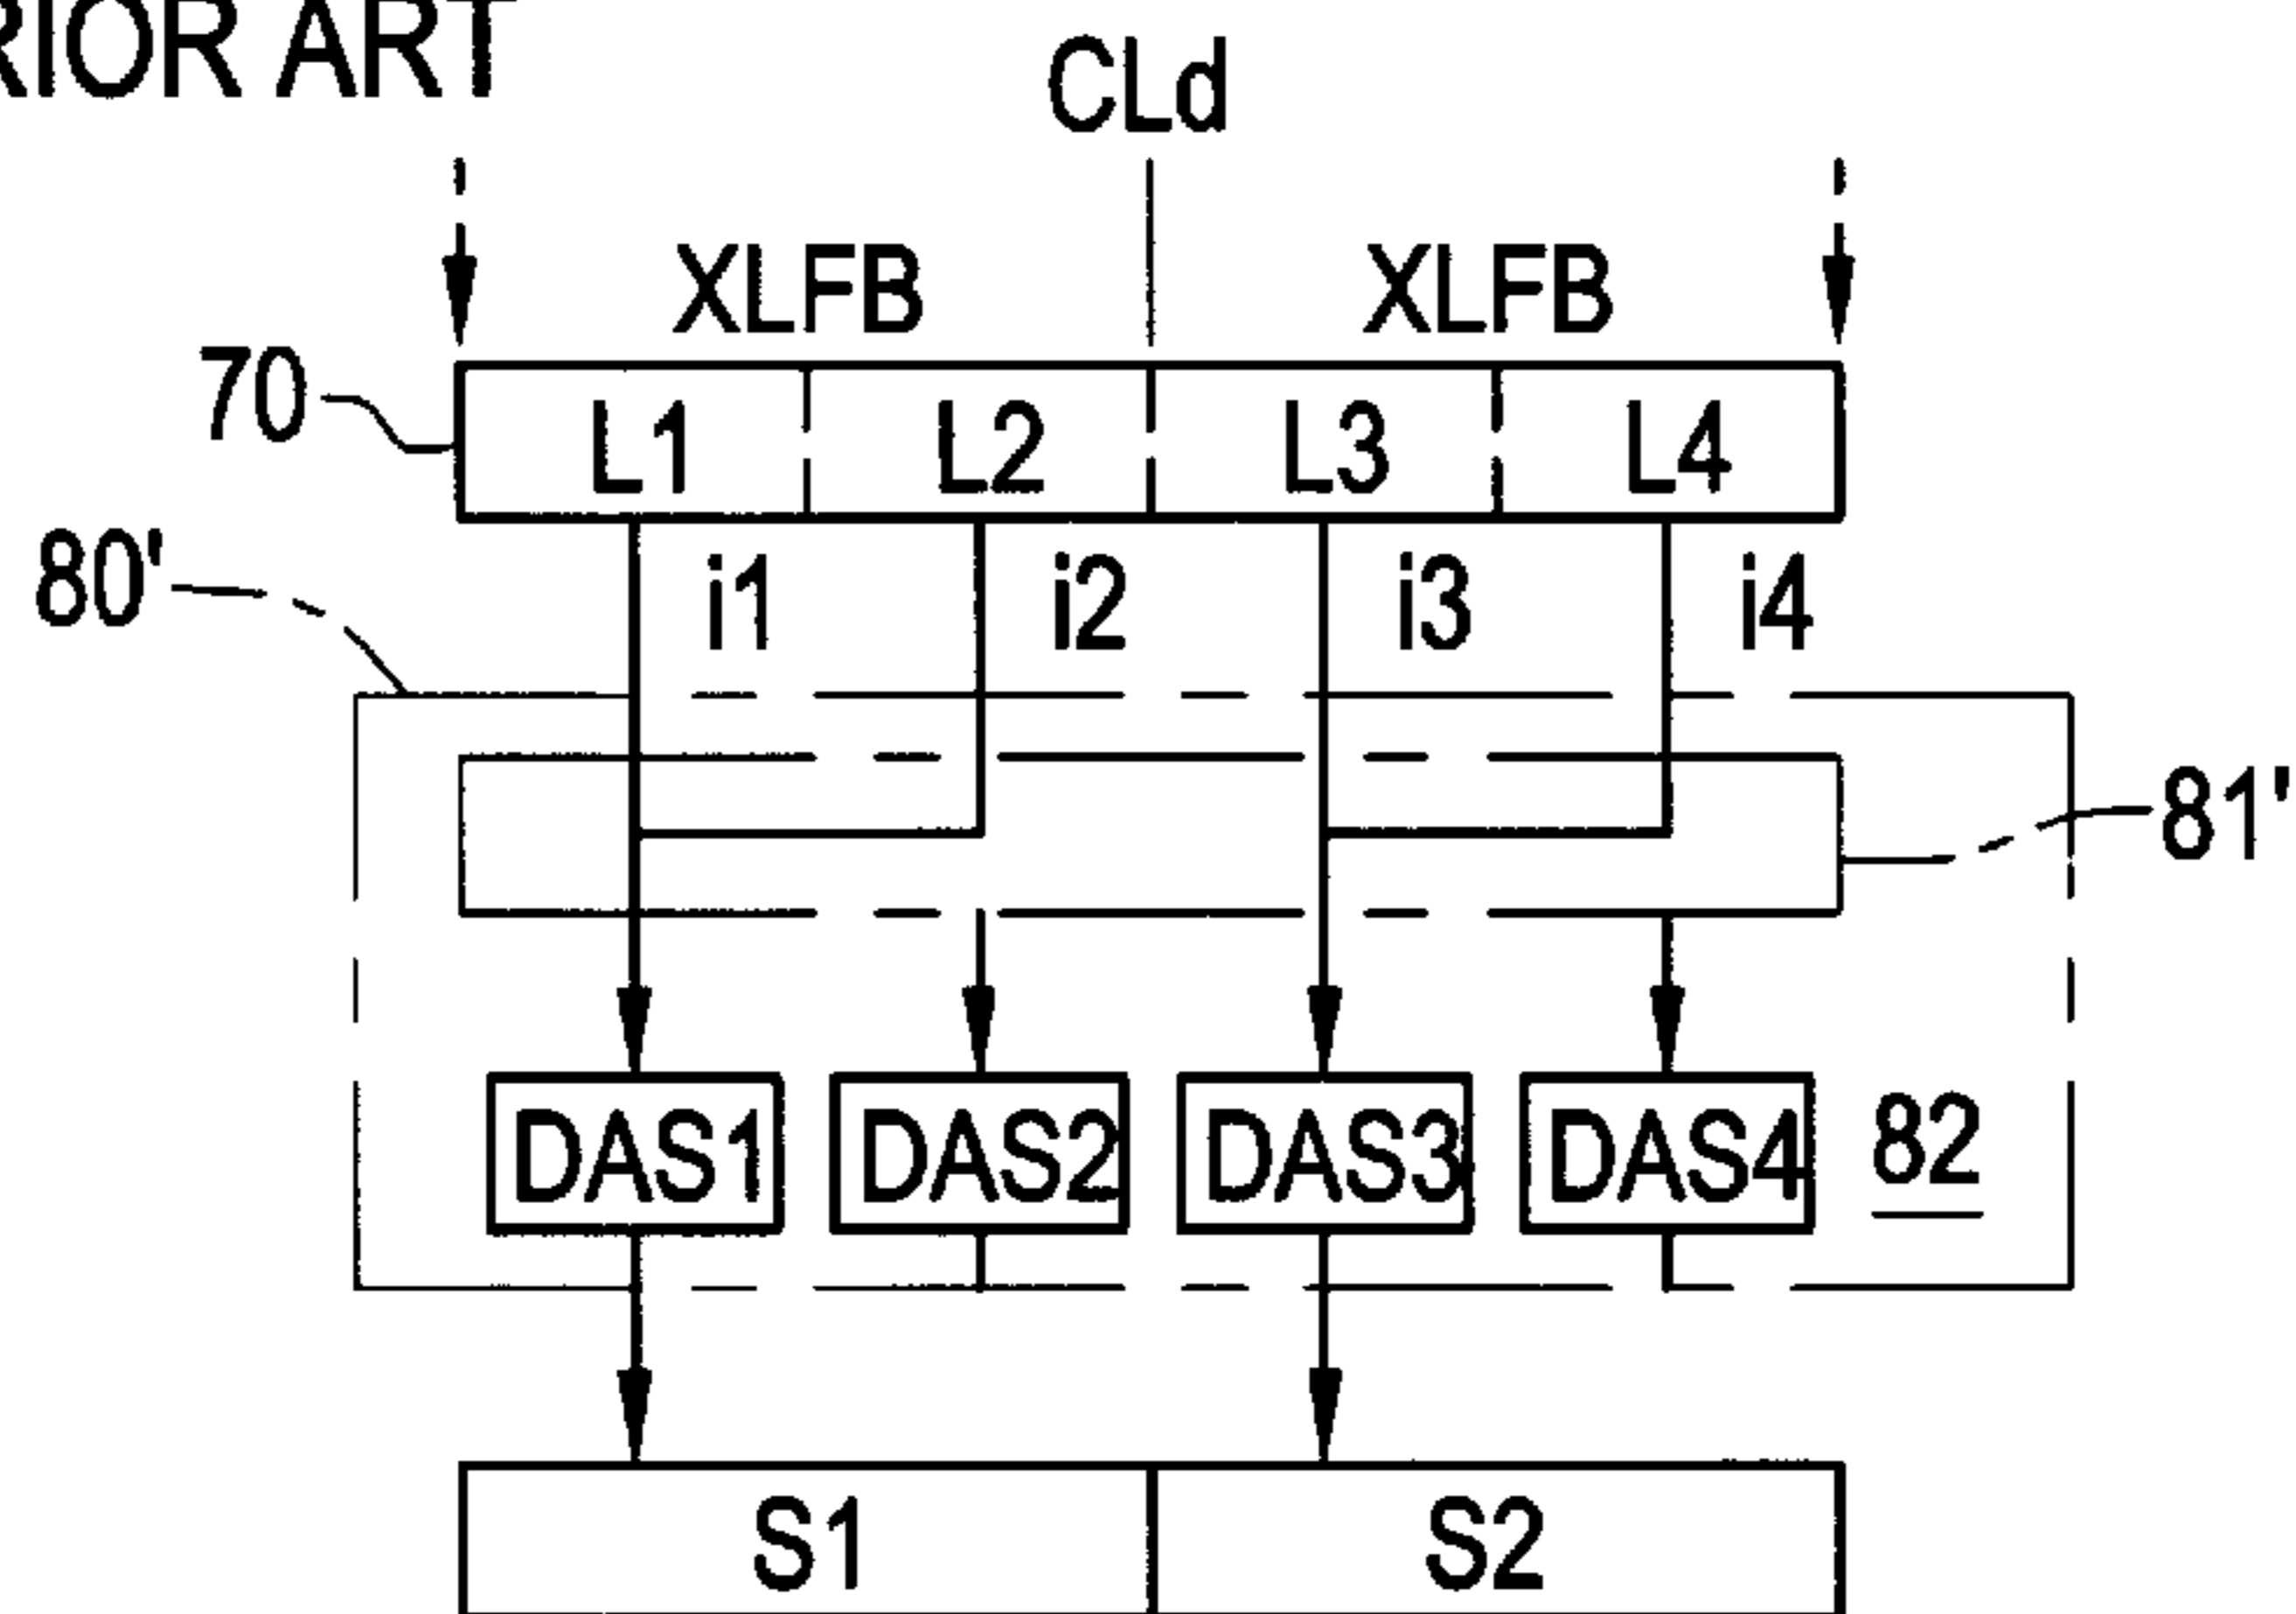 RIOR ART
CLd
XLFB XLFB
70
L1 L2 L3 L4
80'
i1 i2 i3 i4
81'
DAS1 DAS2 DAS3 DAS4 82
S1 S2